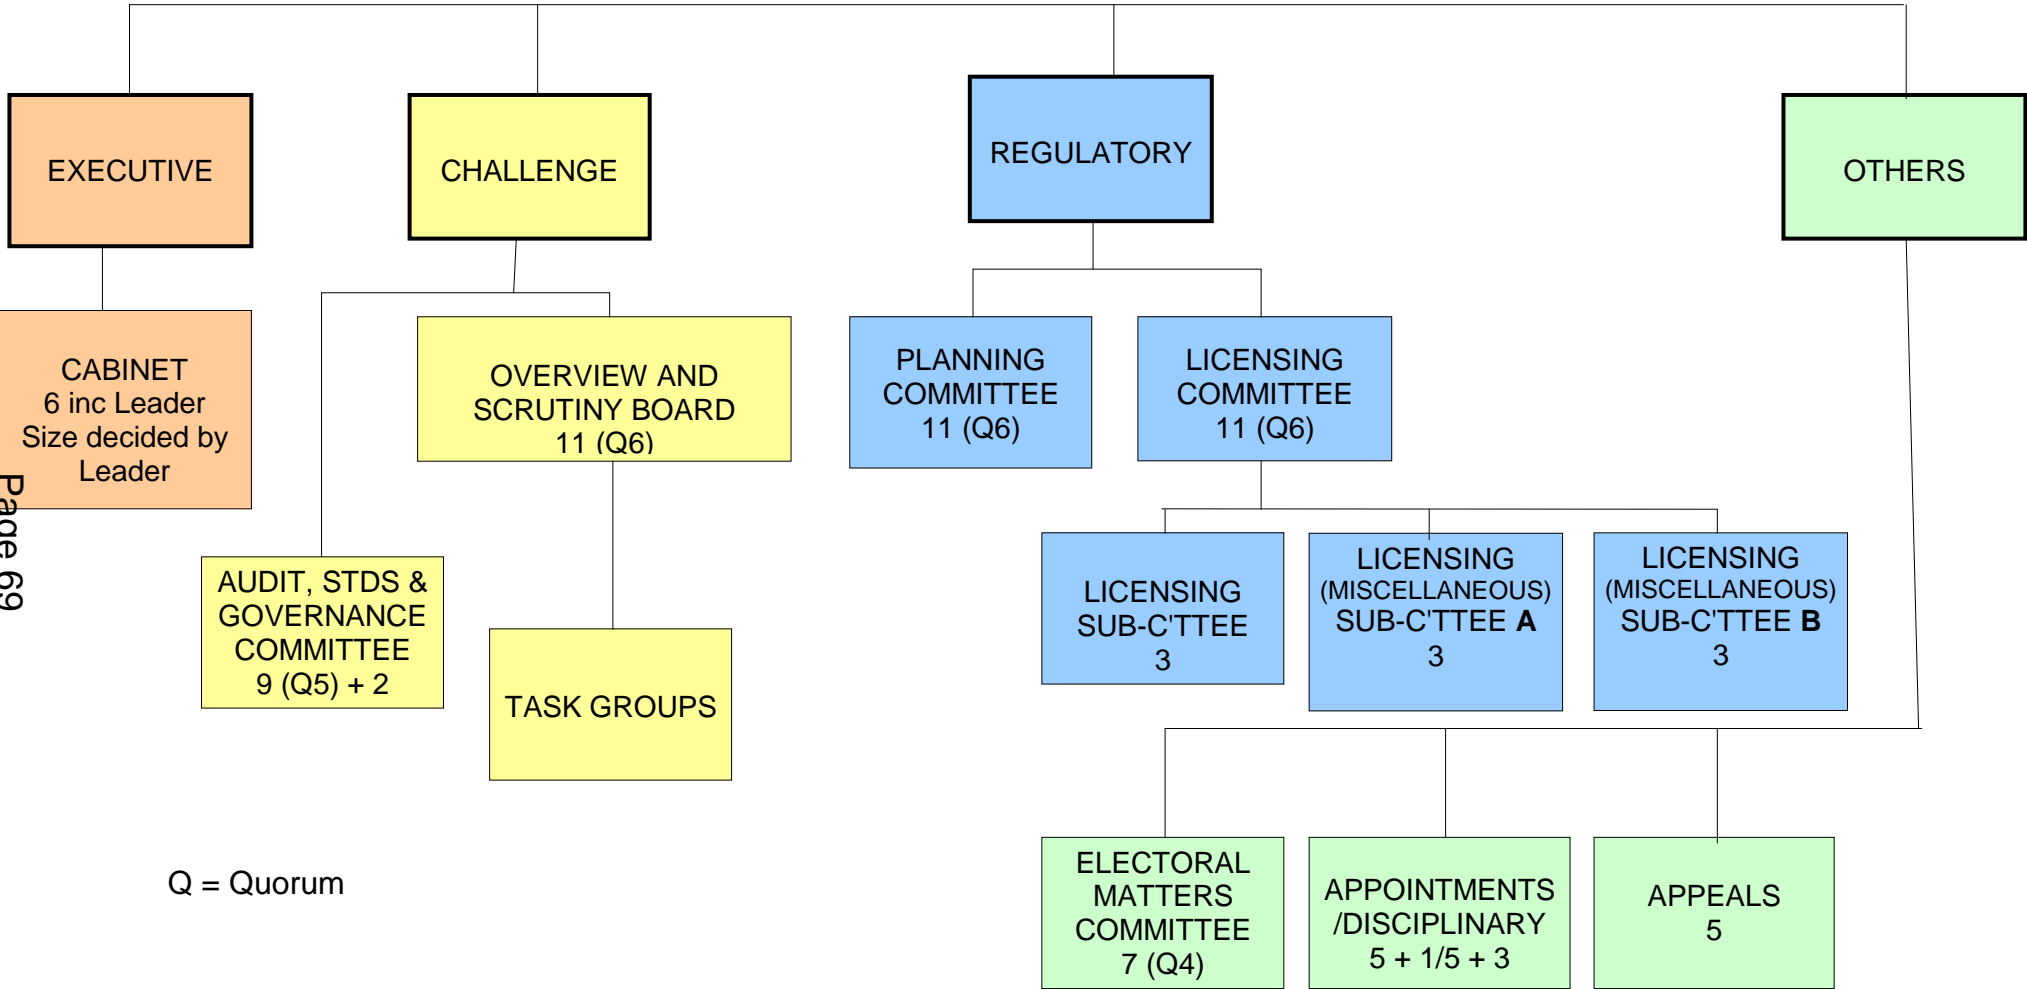 EXECUTIVE
CHALLENGE
REGULATORY
OTHERS
CABINET
6 inc Leader
Size decided by
Leader
OVERVIEW AND
SCRUTINY BOARD
11 (Q6)
PLANNING
COMMITTEE
11 (Q6)
LICENSING
COMMITTEE
11 (Q6)
AUDIT, STDS &
GOVERNANCE
COMMITTEE
9 (Q5) + 2
TASK GROUPS
LICENSING
SUB-C'TTEE
3
LICENSING
(MISCELLANEOUS)
SUB-C'TTEE A
3
LICENSING
(MISCELLANEOUS)
SUB-C'TTEE B
3
ELECTORAL
MATTERS
COMMITTEE
7 (Q4)
APPOINTMENTS
/DISCIPLINARY
5 + 1/5 + 3
APPEALS
5
Q = Quorum
Page 69